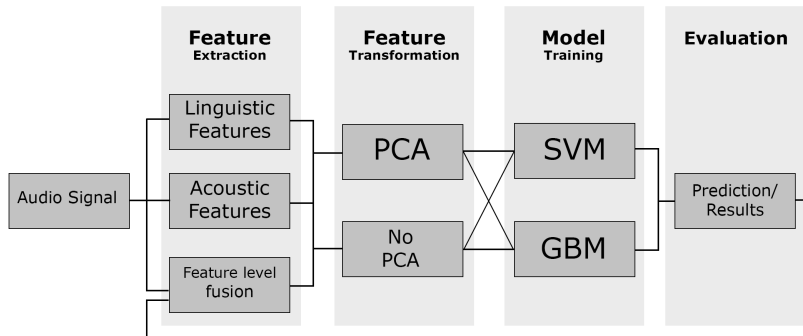 Feature
Extraction
Feature
Transformation
Model
Training
Evaluation
Audio Signal
Linguistic
Features
Acoustic
Features
Feature level
fusion
PCA
No
PCA
SVM
GBM
Prediction/
Results